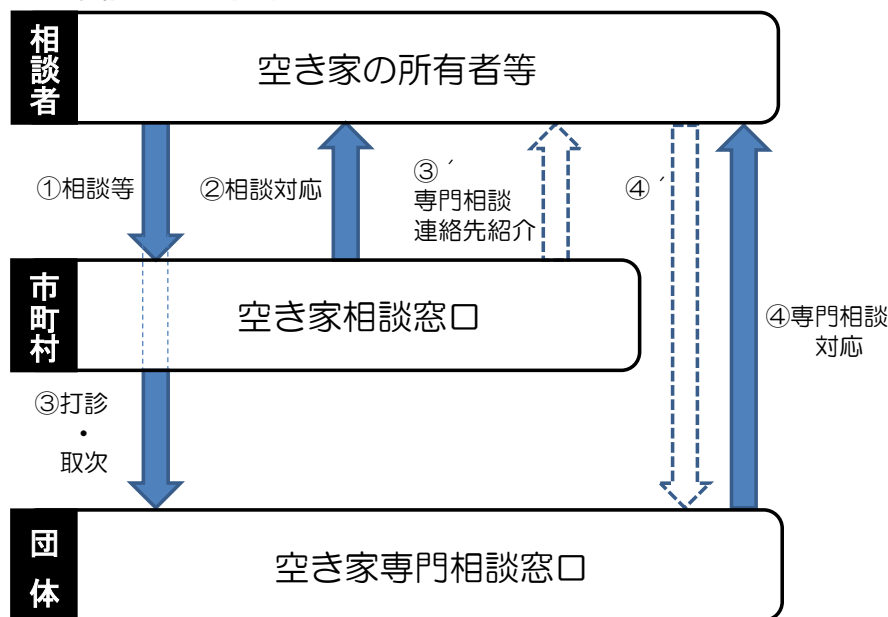 相談者
空き家の所有者等
①相談等
②相談対応
③´
専門相談
連絡先紹介
④´
市町村
空き家相談窓口
④専門相談
対応
③打診
・
取次
団体
空き家専門相談窓口